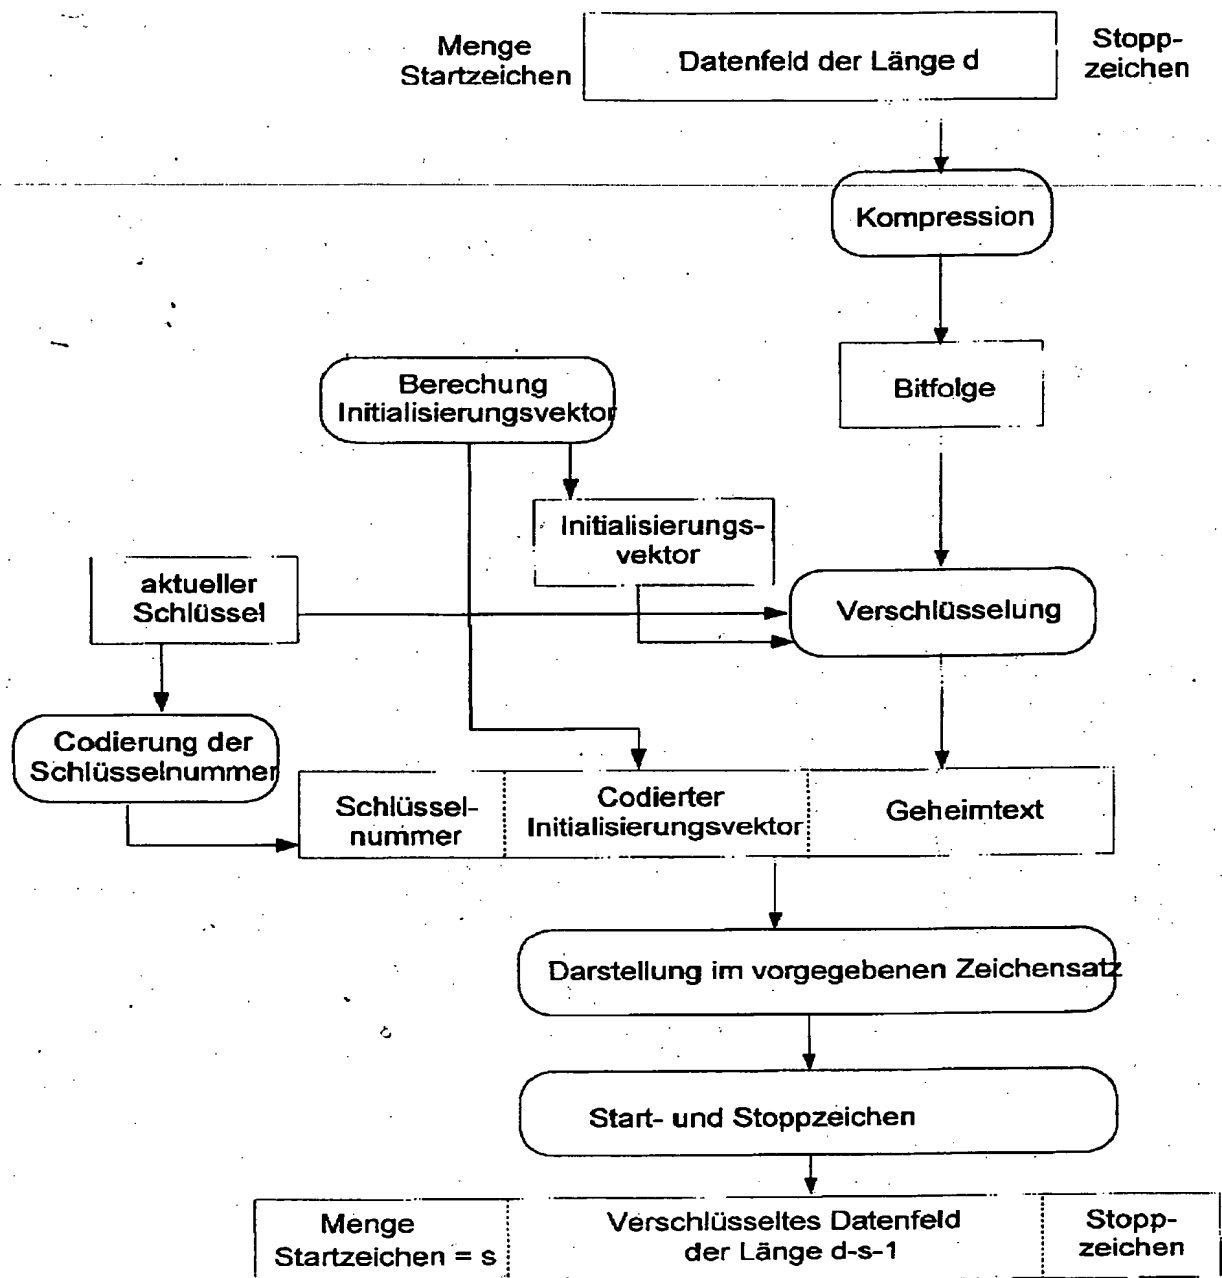 Menge
Startzeichen
Datenfeld der Länge d
Stopp-
zeichen
Kompression
Berechung
Initialisierungsvektor
Bitfolge
Initialisierungs-
vektor
aktueller
Schlüssel
Verschlüsselung
Codierung der
Schlüsselnummer
Schlüssel-
nummer
Codierter
Initialisierungsvektor
Geheimtext
Darstellung im vorgegebenen Zeichensatz
Start- und Stoppzeichen
Menge
Startzeichen = s
Verschlüsseltes Datenfeld
der Länge d-s-1
Stopp-
zeichen